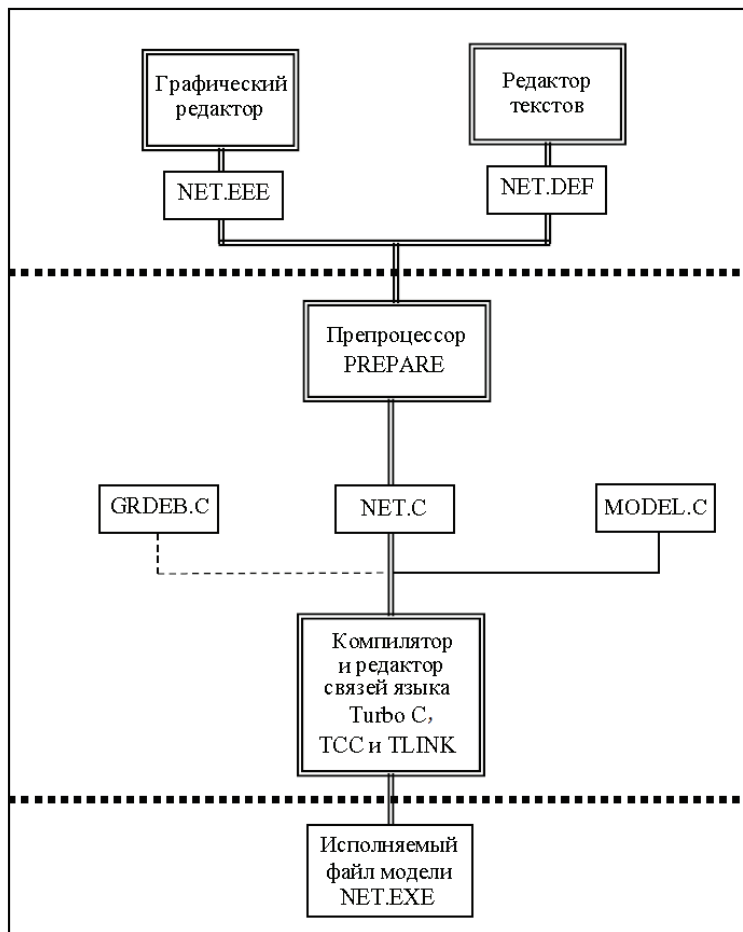 Графический
редактор
Редактор
текстов
NET.EEE
NET.DEF
Препроцессор
PREPARE
GRDEB.C
NET.C
MODEL.C
Компилятор
и редактор
связей языка
Turbo C,
TCC и TLINK
Исполняемый
файл модели
NET.EXE